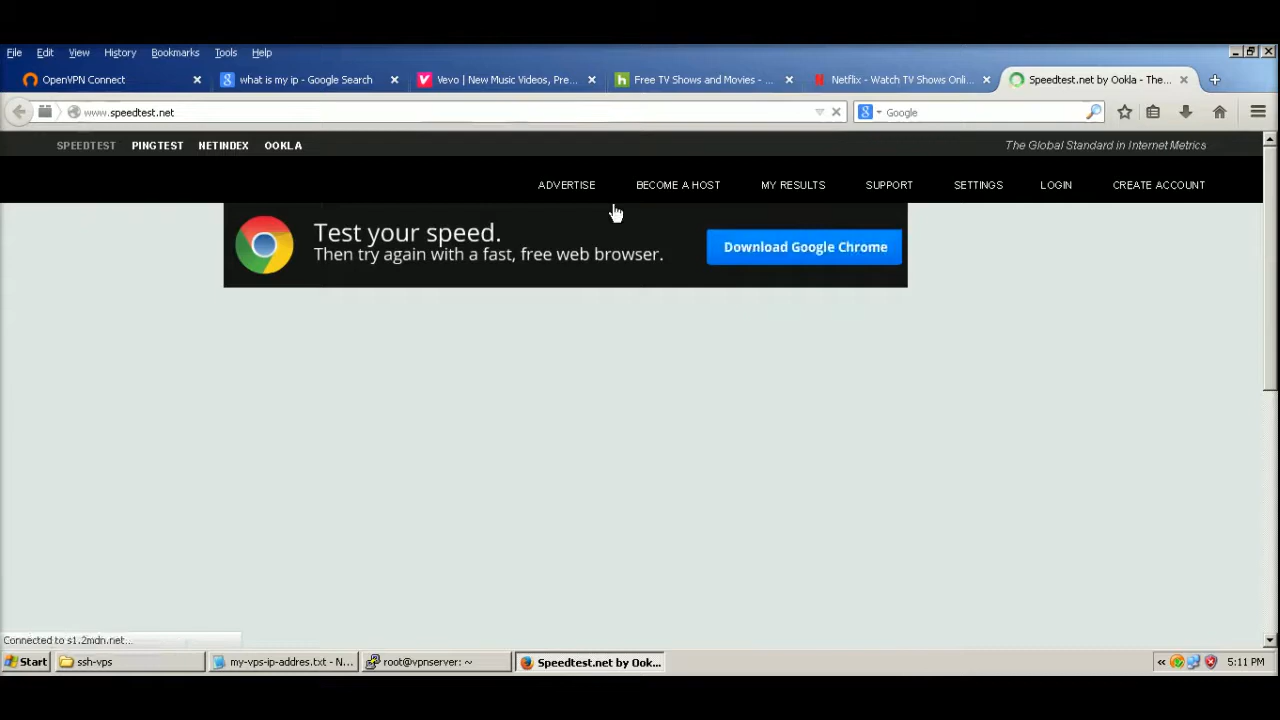 File Edit View History Bookmarks Tools Help
OpenVPN Connect what is my ip - Google Search Vevo | New Music Videos, Pre... Free TV Shows and Movies - ... Netflix - Watch TV Shows Onli... Speedtest.net by Ookla - The...
www.speedtest.net Google
SPEEDTEST PINGTEST NETINDEX OOKLA The Global Standard in Internet Metrics
ADVERTISE BECOME A HOST MY RESULTS SUPPORT SETTINGS LOGIN CREATE ACCOUNT
Test your speed.
Then try again with a fast, free web browser.
Download Google Chrome
Connected to s1.2mdn.net...
Start ssh-vps my-vps-ip-addres.txt - N... root@vpnserver: ~ Speedtest.net by Ook... « 5:11 PM